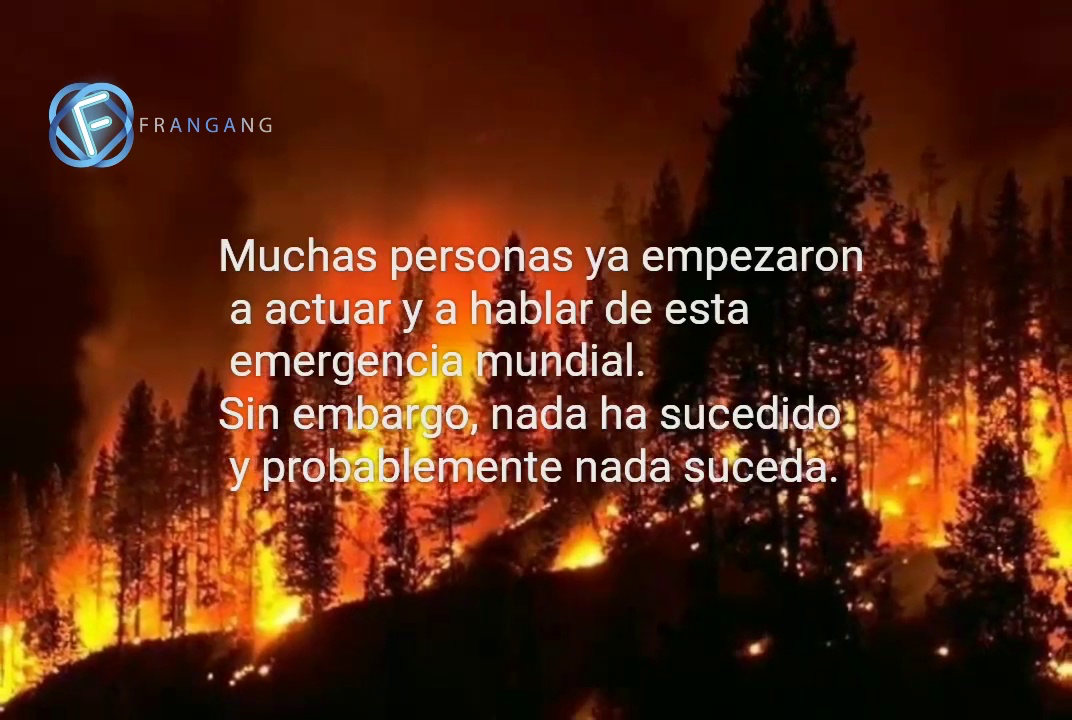 FRANGANG
Muchas personas ya empezaron
a actuar y a hablar de esta
emergencia mundial.
Sin embargo, nada ha sucedido
y probablemente nada suceda.